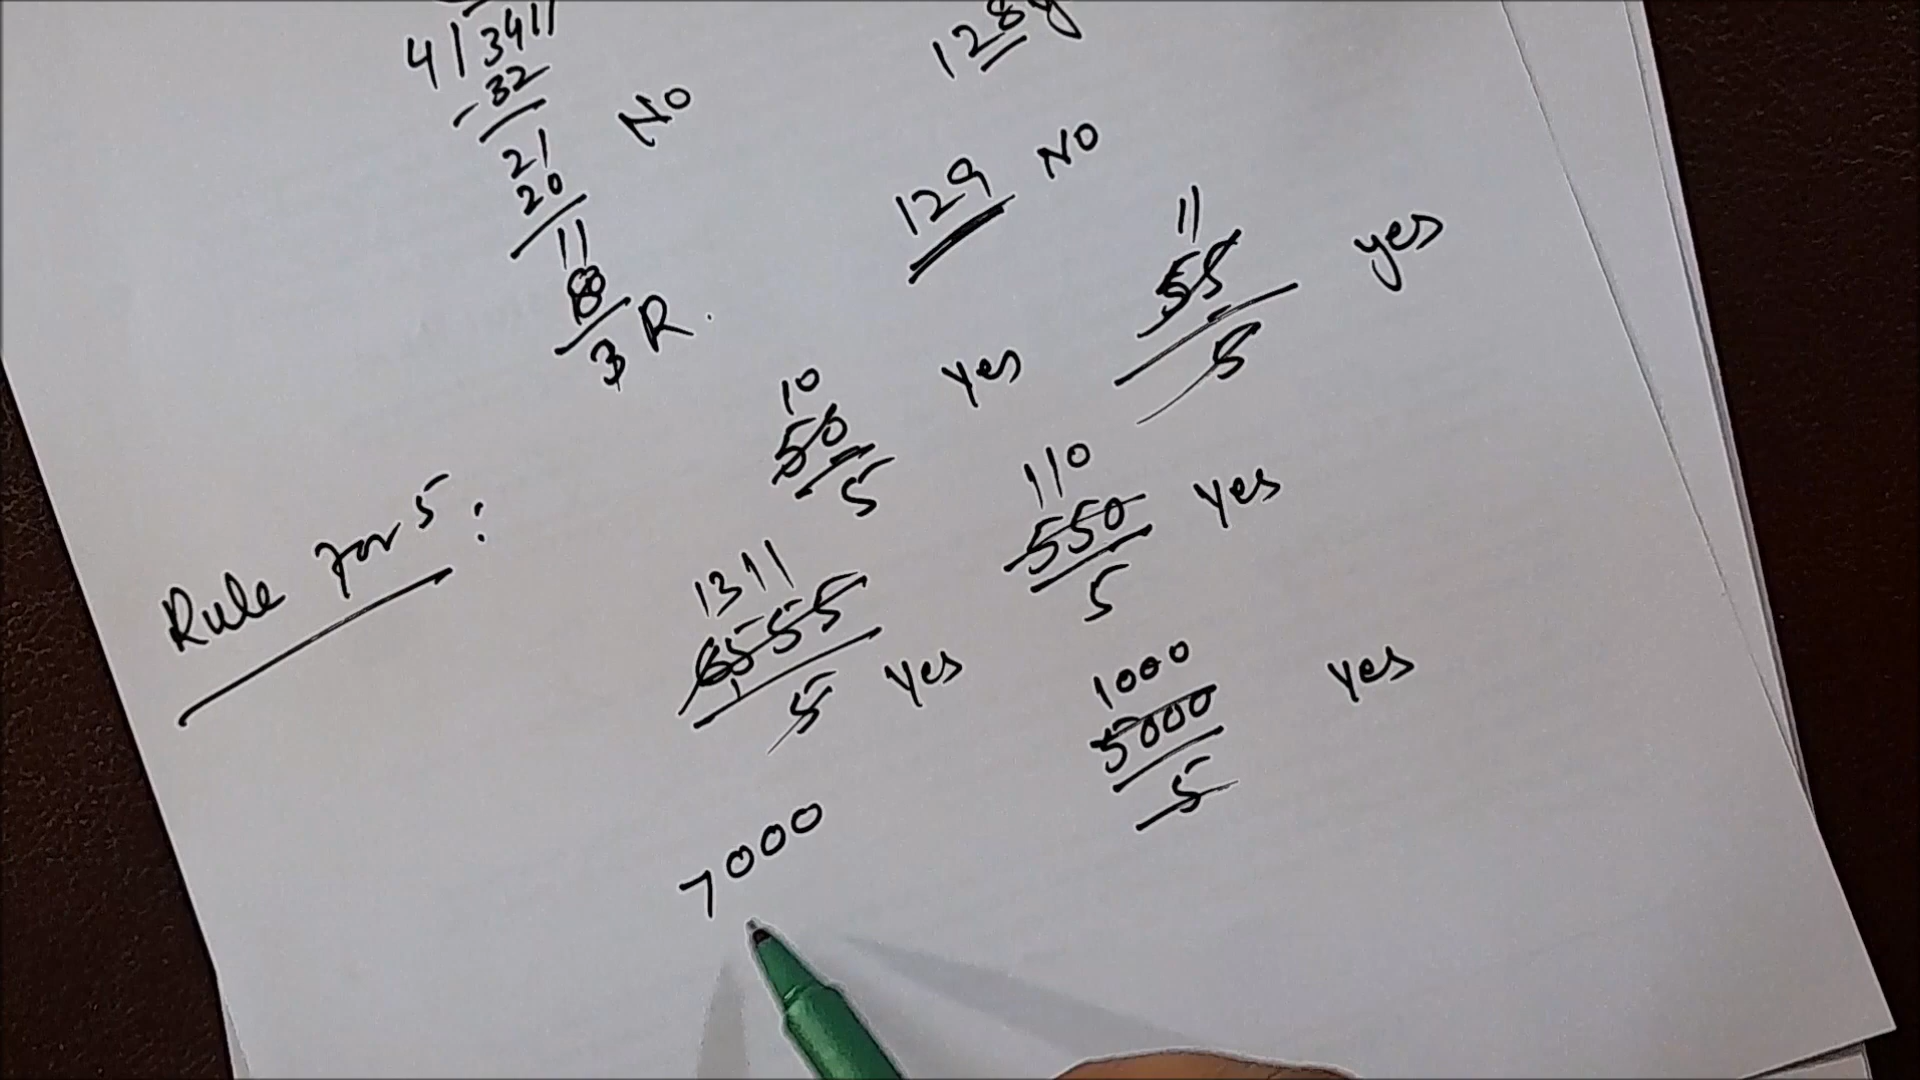 4 | 3411
- 32
21
20
11
8
3 R.
No
128
129 No
11
55
5
yes
Rule for 5:
10
50
5
Yes
110
550
5
Yes
1311
6555
5
Yes
1000
5000
5
Yes
7000